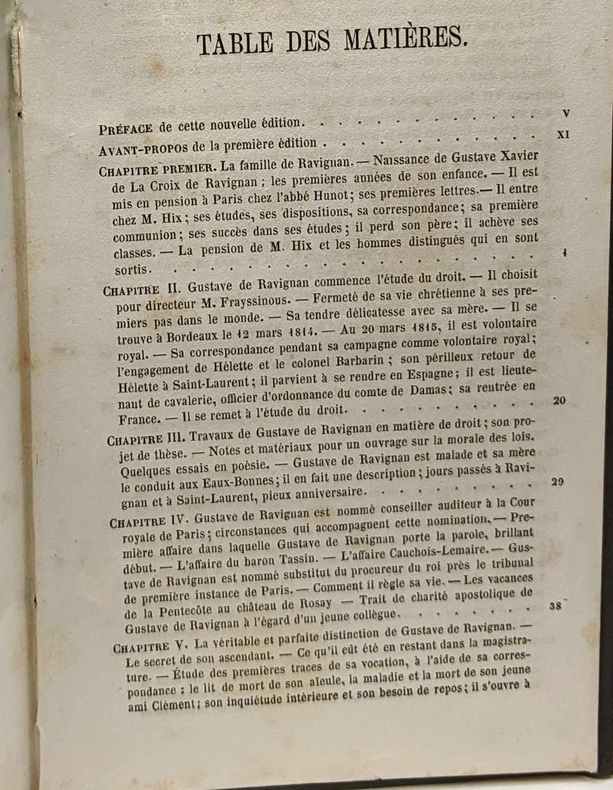 TABLE DES MATIÈRES.
PRÉFACE de cette nouvelle édition. . . . . . . . . . . . . V
AVANT-PROPOS de la première édition . . . . . . . . . . . . XI
CHAPITRE PREMIER. La famille de Ravignan. — Naissance de Gustave Xavier
de La Croix de Ravignan ; les premières années de son enfance. — Il est
mis en pension à Paris chez l'abbé Hunot; ses premières lettres.— Il entre
chez M. Hix ; ses études, ses dispositions, sa correspondance; sa première
communion ; ses succès dans ses études ; il perd son père; il achève ses
classes. — La pension de M. Hix et les hommes distingués qui en sont
sortis. . . . . . . . . . . . . . . . . . . . 1
CHAPITRE II. Gustave de Ravignan commence l'étude du droit. — Il choisit
pour directeur M. Frayssinous. — Fermeté de sa vie chrétienne à ses pre-
miers pas dans le monde. — Sa tendre délicatesse avec sa mère. — Il se
trouve à Bordeaux le 12 mars 1814. — Au 20 mars 1815, il est volontaire
royal. — Sa correspondance pendant sa campagne comme volontaire royal;
l'engagement de Hélette et le colonel Barbarin ; son périlleux retour de
Hélette à Saint-Laurent; il parvient à se rendre en Espagne; il est lieute-
naut de cavalerie, officier d'ordonnance du comte de Damas; sa rentrée en
France. — Il se remet à l'étude du droit. . . . . . . . . . . 20
CHAPITRE III. Travaux de Gustave de Ravignan en matière de droit ; son pro-
jet de thèse. — Notes et matériaux pour un ouvrage sur la morale des lois.
Quelques essais en poésie. — Gustave de Ravignan est malade et sa mère
le conduit aux Eaux-Bonnes; il en fait une description ; jours passés à Ravi-
gnan et à Saint-Laurent, pieux anniversaire. . . . . . . . . . 29
CHAPITRE IV. Gustave de Ravignan est nommé conseiller auditeur à la Cour
royale de Paris ; circonstances qui accompagnent cette nomination. — Pre-
mière affaire dans laquelle Gustave de Ravignan porte la parole, brillant
début. — L'affaire du baron Tassin. — L'affaire Cauchois-Lemaire. — Gus-
tave de Ravignan est nommé substitut du procureur du roi près le tribunal
de première instance de Paris. — Comment il règle sa vie. — Les vacances
de la Pentecôte au château de Rosay — Trait de charité apostolique de
Gustave de Ravignan à l'égard d'un jeune collègue. . . . . . . . 38
CHAPITRE V. La véritable et parfaite distinction de Gustave de Ravignan. —
Le secret de son ascendant. — Ce qu'il eût été en restant dans la magistra-
ture. — Étude des premières traces de sa vocation, à l'aide de sa corres-
pondance ; le lit de mort de son aïeule, la maladie et la mort de son jeune
ami Clément; son inquiétude intérieure et son besoin de repos; il s'ouvre à